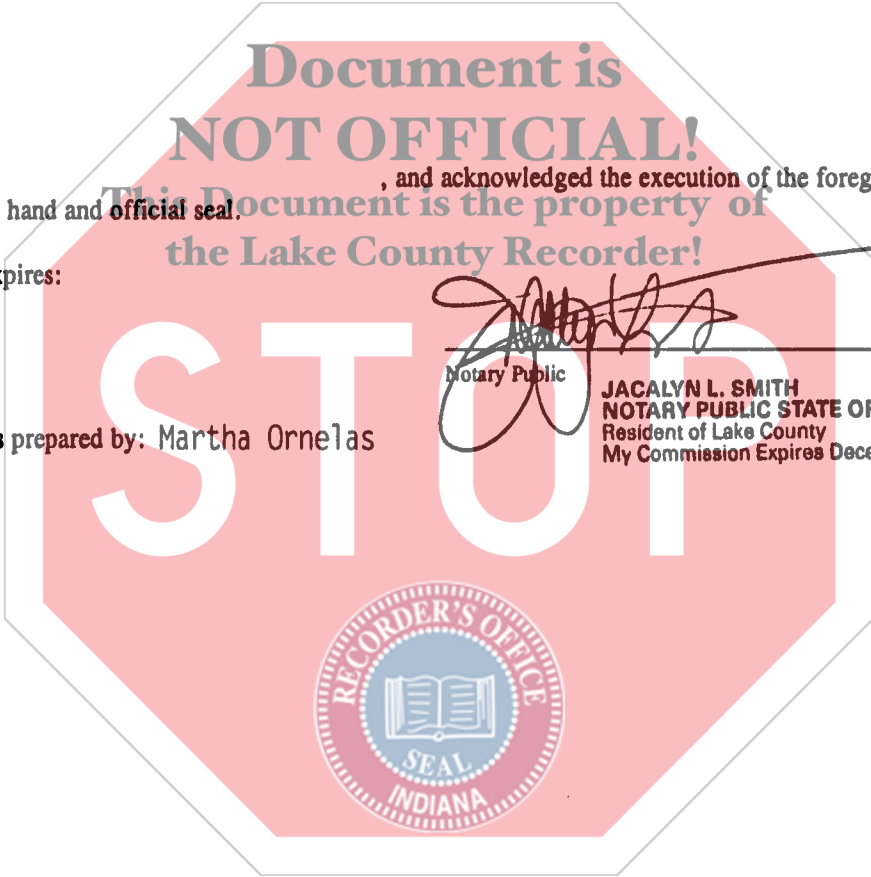 Document is
NOT OFFICIAL!
, and acknowledged the execution of the foreg
This Document is the property of
hand and official seal.
the Lake County Recorder!
xpires:
STOP
Notary Public
JACALYN L. SMITH
NOTARY PUBLIC STATE OF
Resident of Lake County
My Commission Expires Dece
s prepared by: Martha Ornelas
RECORDER'S OFFICE
SEAL
INDIANA